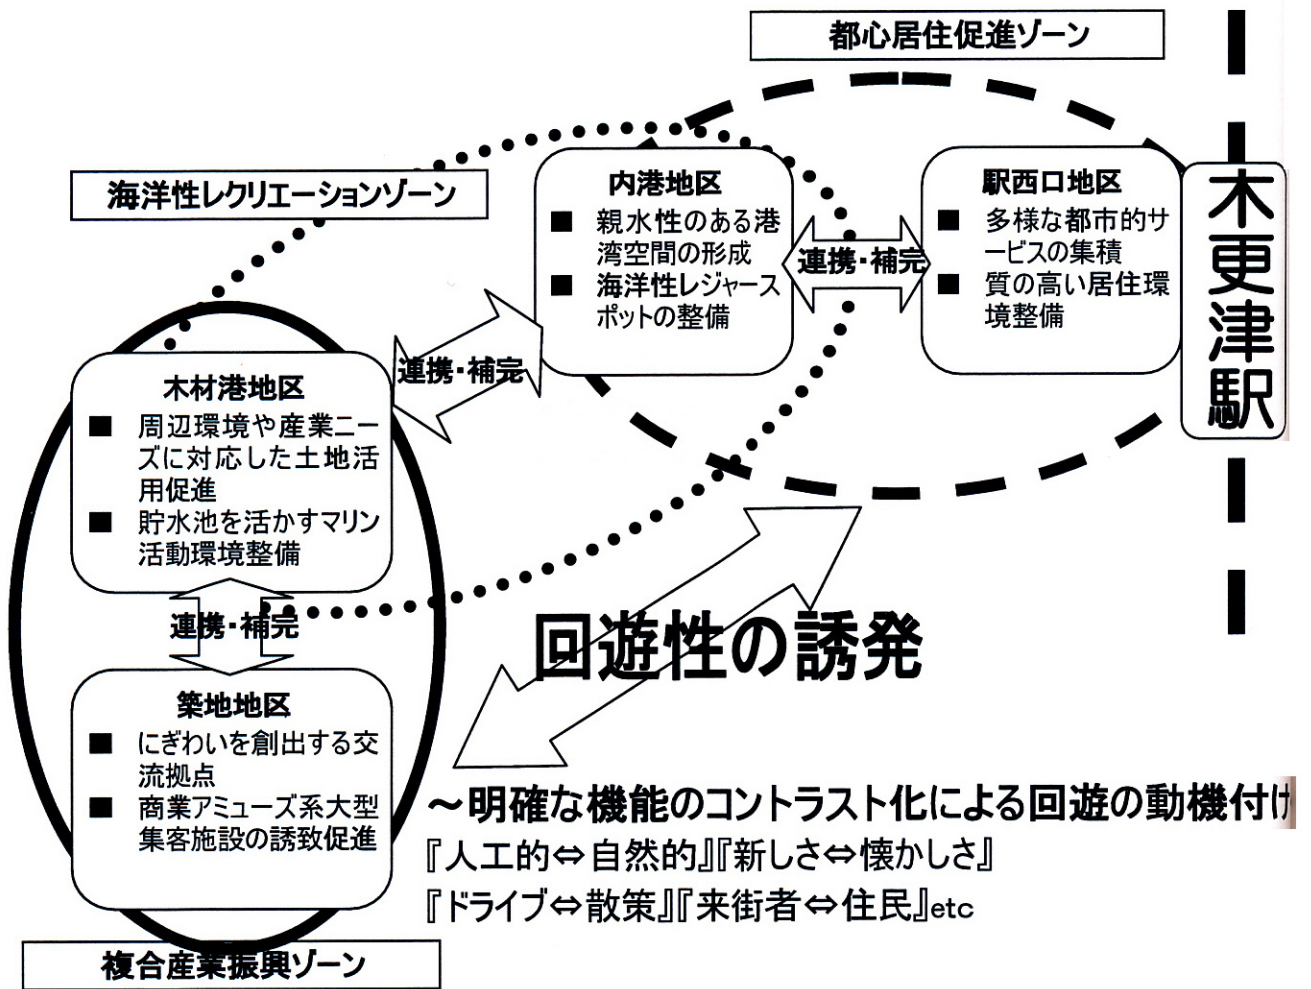 都心居住促進ゾーン
海洋性レクリエーションゾーン
内港地区
■ 親水性のある港
湾空間の形成
■ 海洋性レジャース
ポットの整備
連携・補完
駅西口地区
■ 多様な都市的サ
ービスの集積
■ 質の高い居住環
境整備
木更津駅
連携・補完
木材港地区
■ 周辺環境や産業ニー
ズに対応した土地活
用促進
■ 貯水池を活かすマリン
活動環境整備
連携・補完
築地地区
■ にぎわいを創出する交
流拠点
■ 商業アミューズ系大型
集客施設の誘致促進
複合産業振興ゾーン
回遊性の誘発
～明確な機能のコントラスト化による回遊の動機付け
『人工的⇔自然的』『新しさ⇔懐かしさ』
『ドライブ⇔散策』『来街者⇔住民』etc